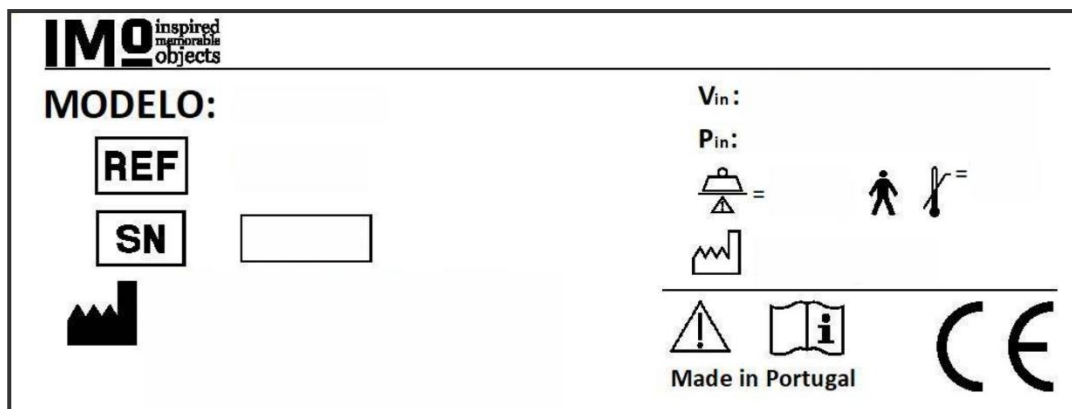 IMO inspired
memorable
objects
MODELO:
REF
SN
Vin:
Pin:
=
=
i
Made in Portugal
CE